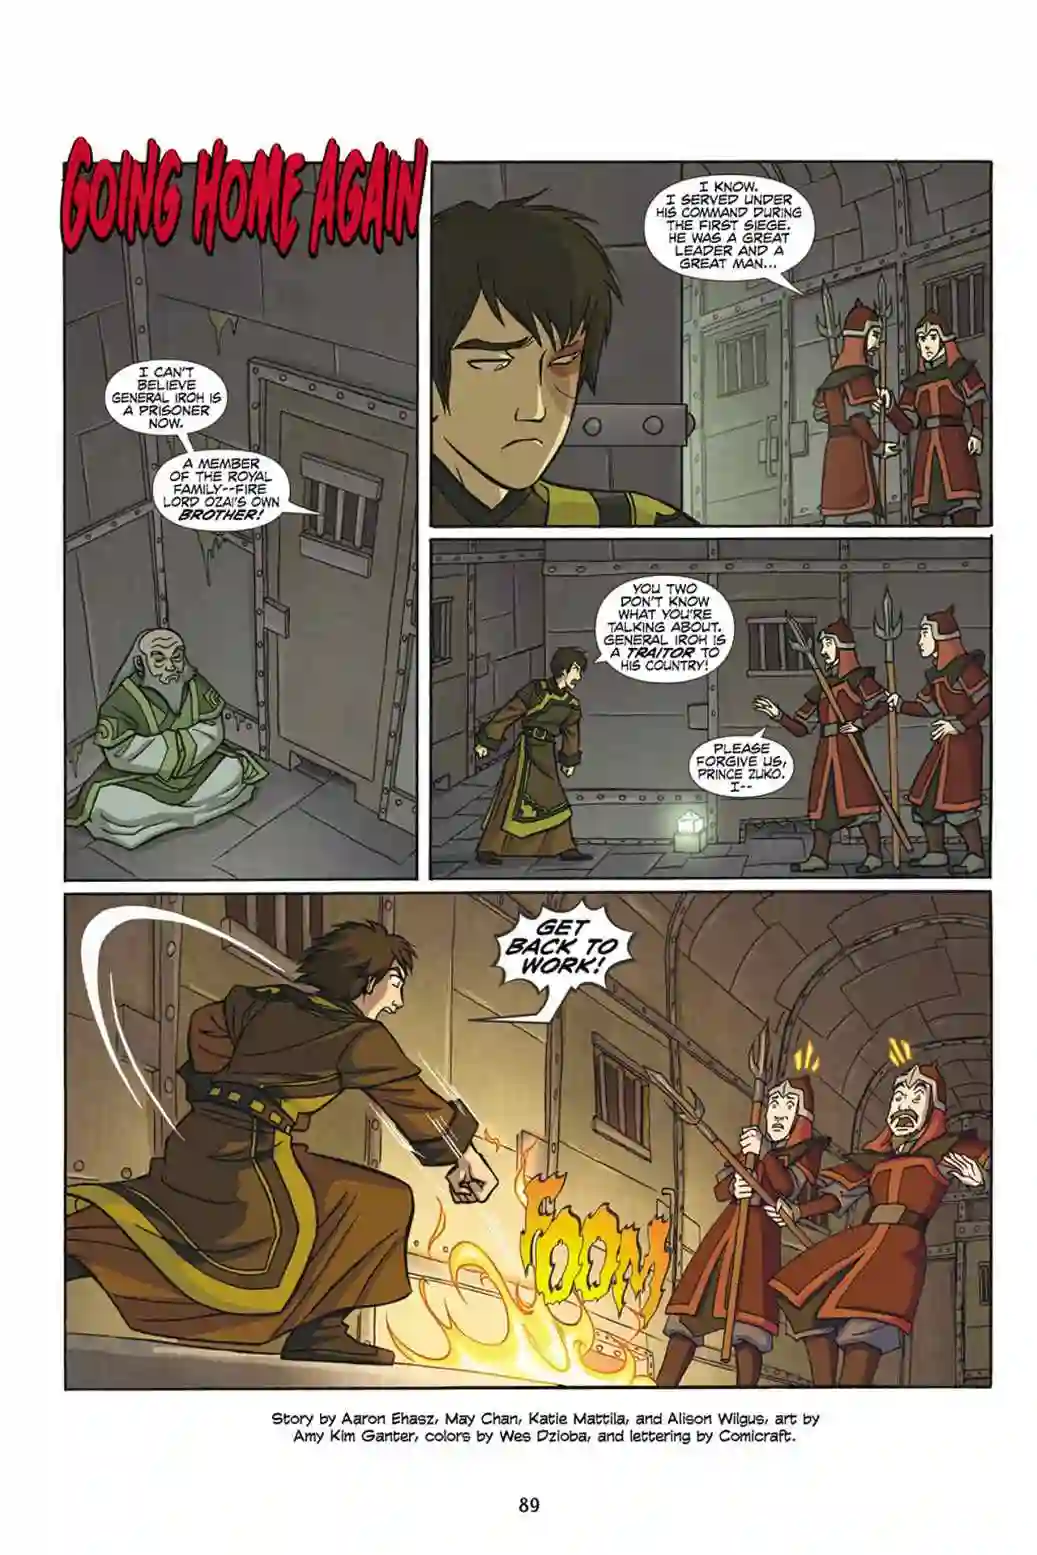 GOING HOME AGAIN
I CAN'T
BELIEVE
GENERAL IROH IS
A PRISONER
NOW.
A MEMBER
OF THE ROYAL
FAMILY--FIRE
LORD OZAI'S OWN
BROTHER!
I KNOW.
I SERVED UNDER
HIS COMMAND DURING
THE FIRST SIEGE.
HE WAS A GREAT
LEADER AND A
GREAT MAN...
YOU TWO
DON'T KNOW
WHAT YOU'RE
TALKING ABOUT.
GENERAL IROH IS
A TRAITOR TO
HIS COUNTRY!
PLEASE
FORGIVE US,
PRINCE ZUKO.
I--
GET
BACK TO
WORK!
FOOM
Story by Aaron Ehasz, May Chan, Katie Mattila, and Alison Wilgus, art by
Amy Kim Ganter, colors by Wes Dzioba, and lettering by Comicraft.
89